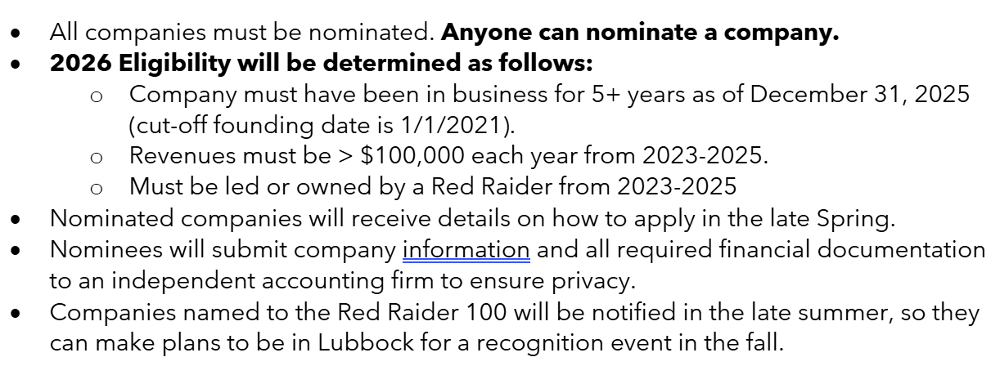 • All companies must be nominated. Anyone can nominate a company.
• 2026 Eligibility will be determined as follows:
o Company must have been in business for 5+ years as of December 31, 2025
(cut-off founding date is 1/1/2021).
o Revenues must be > $100,000 each year from 2023-2025.
o Must be led or owned by a Red Raider from 2023-2025
• Nominated companies will receive details on how to apply in the late Spring.
• Nominees will submit company information and all required financial documentation
to an independent accounting firm to ensure privacy.
• Companies named to the Red Raider 100 will be notified in the late summer, so they
can make plans to be in Lubbock for a recognition event in the fall.